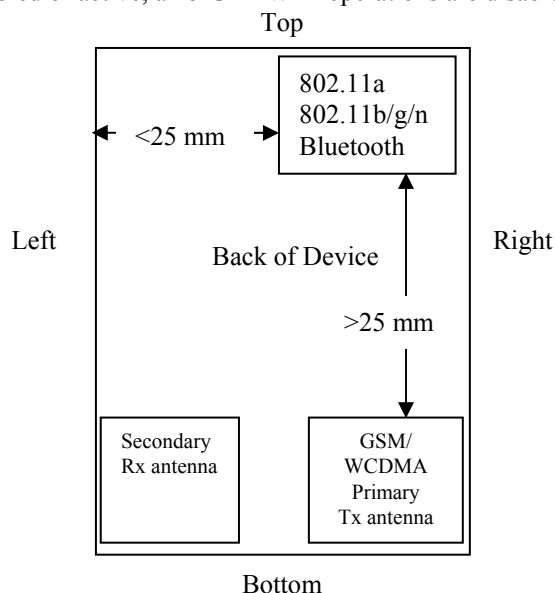 Top
802.11a
802.11b/g/n
Bluetooth
<25 mm
Left
Back of Device
Right
>25 mm
Secondary
Rx antenna
GSM/
WCDMA
Primary
Tx antenna
Bottom